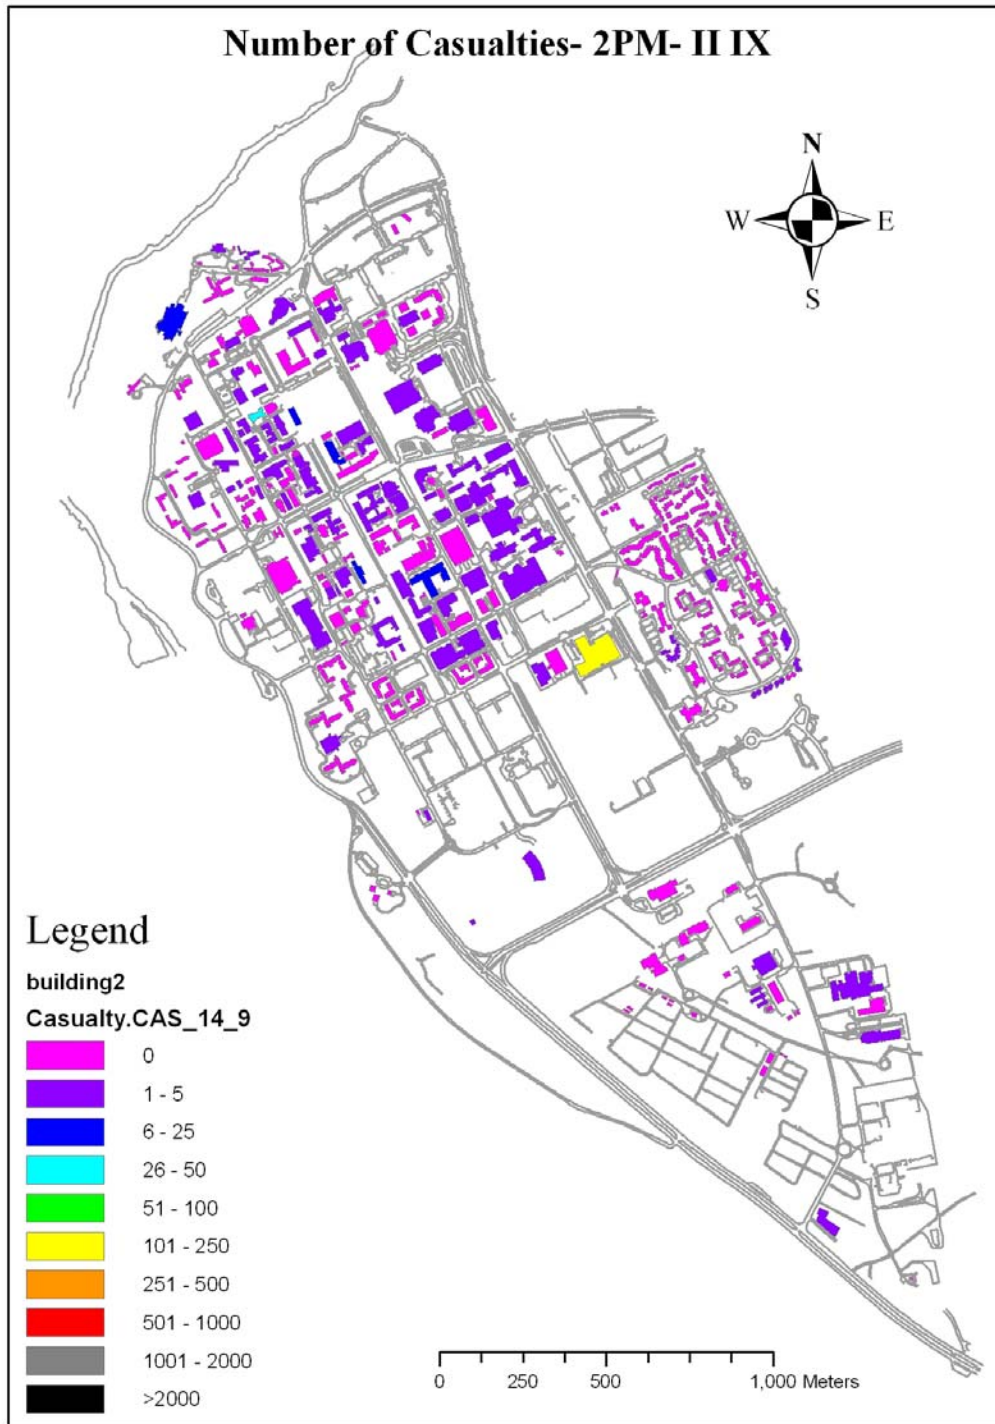 Number of Casualties- 2PM- II IX
N
W E
S
Legend
building2
Casualty.CAS_14_9
0
1 - 5
6 - 25
26 - 50
51 - 100
101 - 250
251 - 500
501 - 1000
1001 - 2000
>2000
0 250 500 1,000 Meters